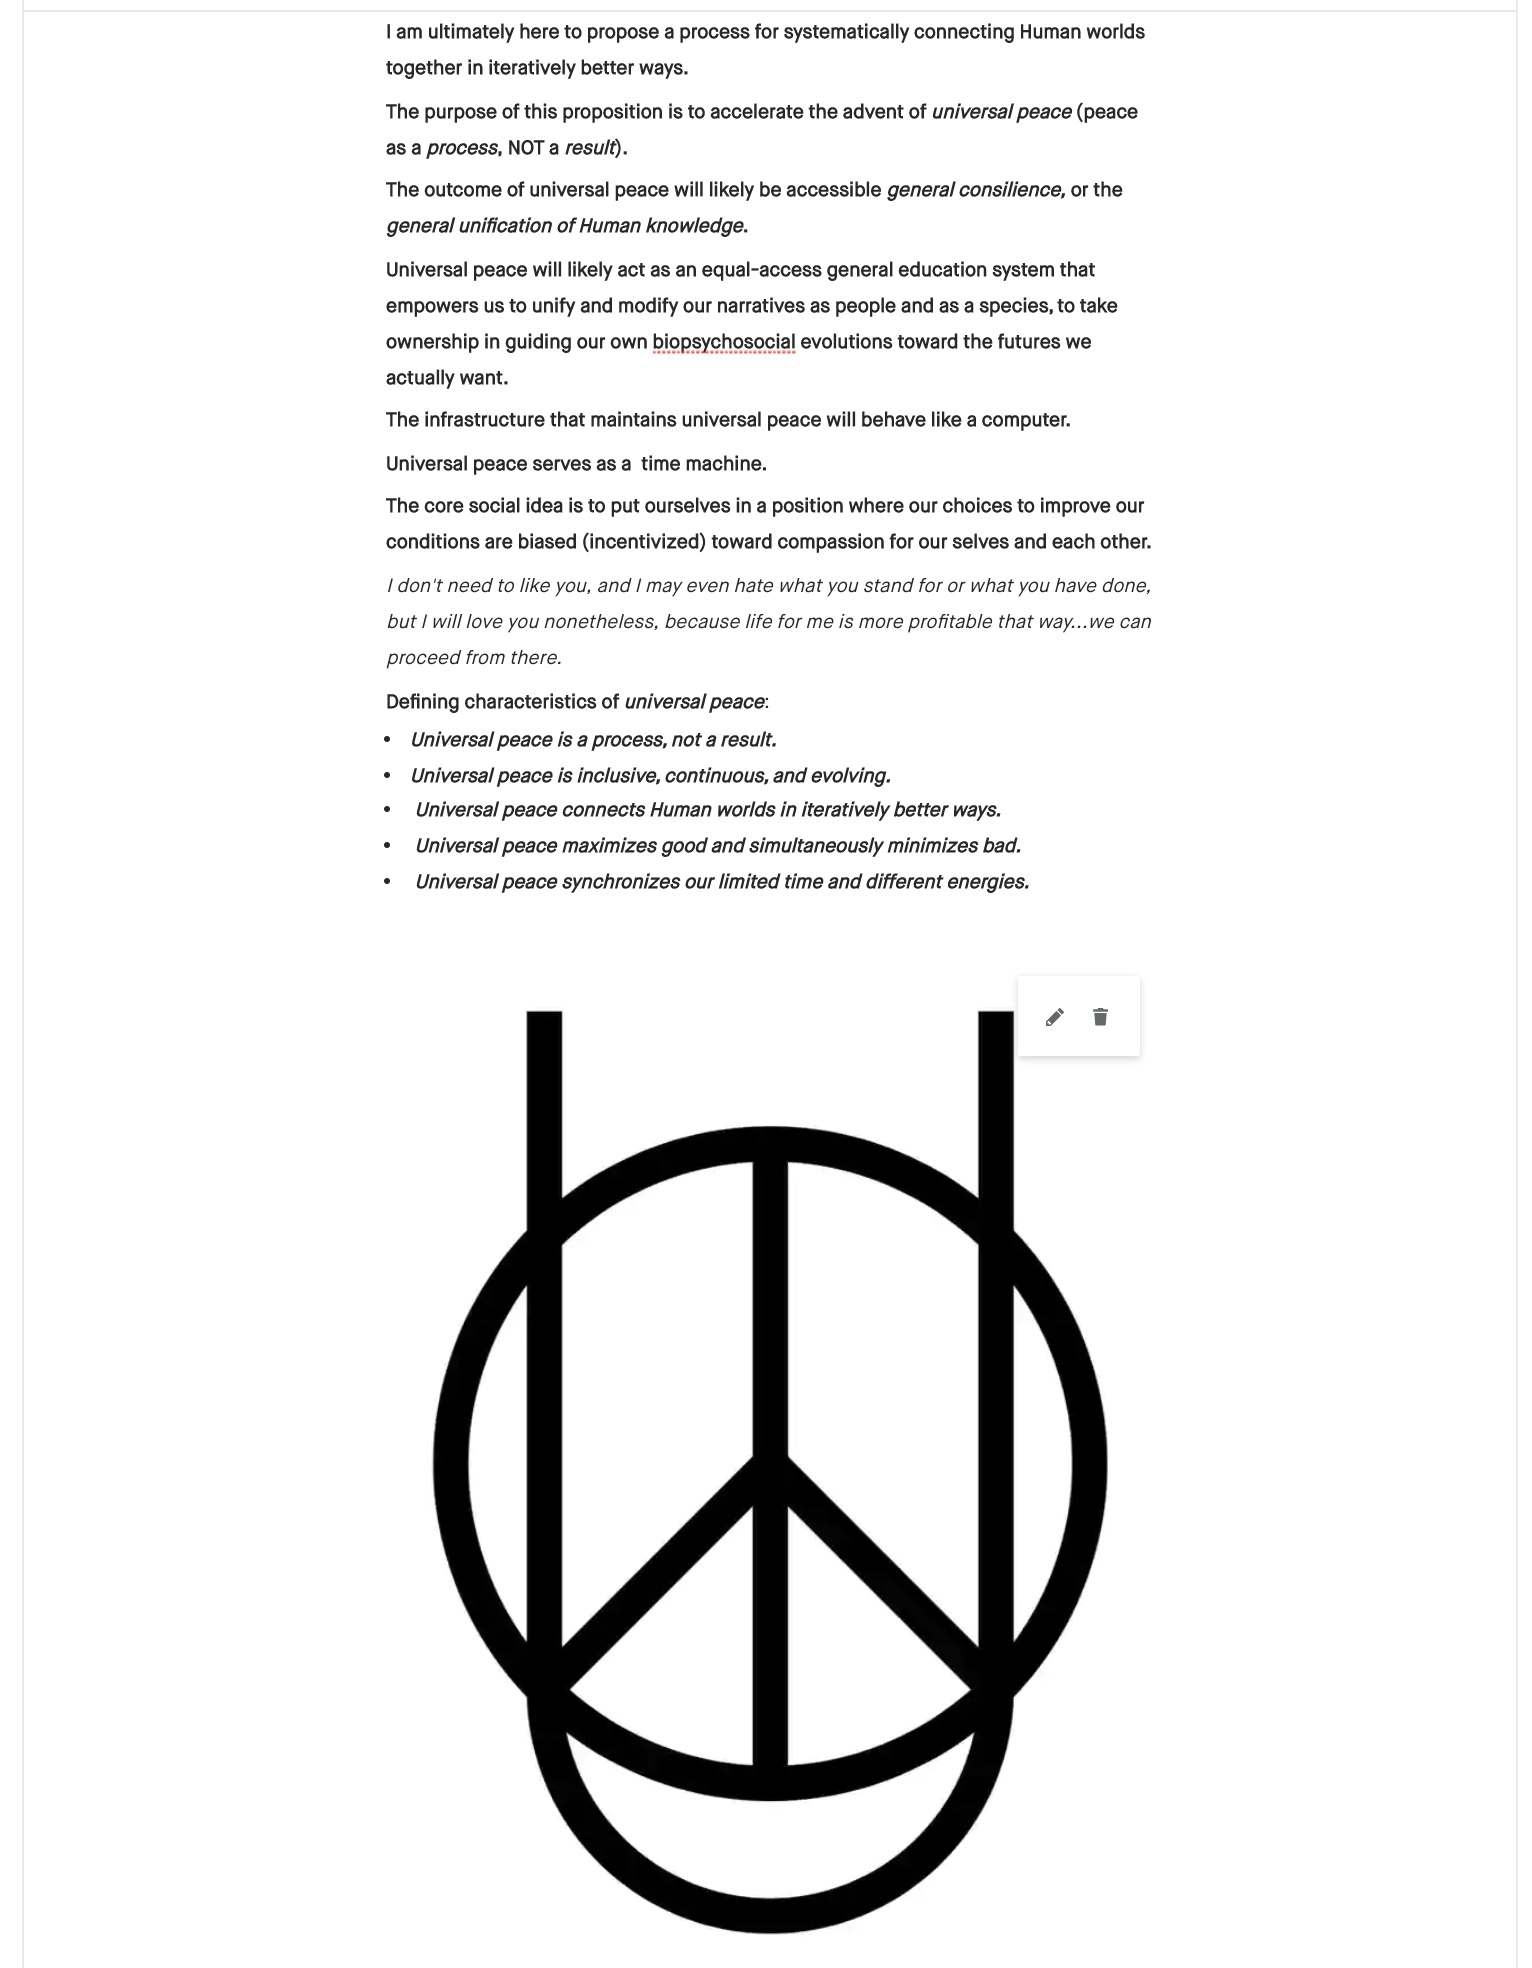 I am ultimately here to propose a process for systematically connecting Human worlds
together in iteratively better ways.
The purpose of this proposition is to accelerate the advent of universal peace (peace
as a process, NOT a result).
The outcome of universal peace will likely be accessible general consilience, or the
general unification of Human knowledge.
Universal peace will likely act as an equal-access general education system that
empowers us to unify and modify our narratives as people and as a species, to take
ownership in guiding our own biopsychosocial evolutions toward the futures we
actually want.
The infrastructure that maintains universal peace will behave like a computer.
Universal peace serves as a  time machine.
The core social idea is to put ourselves in a position where our choices to improve our
conditions are biased (incentivized) toward compassion for our selves and each other.
I don't need to like you, and I may even hate what you stand for or what you have done,
but I will love you nonetheless, because life for me is more profitable that way...we can
proceed from there.
Defining characteristics of universal peace:
• Universal peace is a process, not a result.
• Universal peace is inclusive, continuous, and evolving.
• Universal peace connects Human worlds in iteratively better ways.
• Universal peace maximizes good and simultaneously minimizes bad.
• Universal peace synchronizes our limited time and different energies.